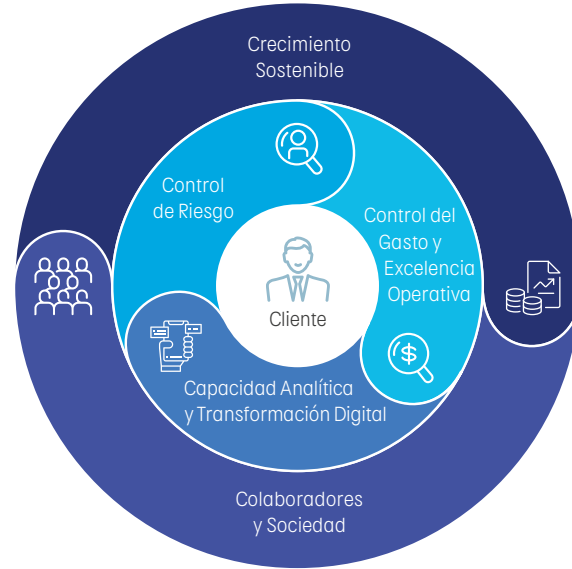 Crecimiento
Sostenible
Control
de Riesgo
Control del
Gasto y
Excelencia
Operativa
Cliente
$
Capacidad Analítica
y Transformación Digital
Colaboradores
y Sociedad